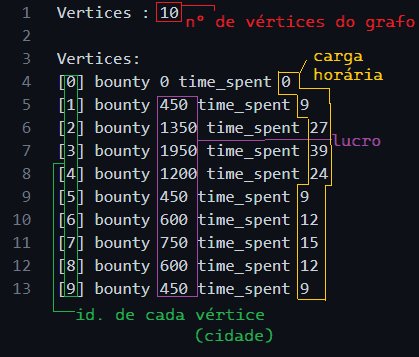 1 Vertices : 10
nº de vértices do grafo
2
3 Vertices:
carga
horária
4 [0] bounty 0 time_spent 0
5 [1] bounty 450 time_spent 9
6 [2] bounty 1350 time_spent 27
lucro
7 [3] bounty 1950 time_spent 39
8 [4] bounty 1200 time_spent 24
9 [5] bounty 450 time_spent 9
10 [6] bounty 600 time_spent 12
11 [7] bounty 750 time_spent 15
12 [8] bounty 600 time_spent 12
13 [9] bounty 450 time_spent 9
id. de cada vértice
(cidade)